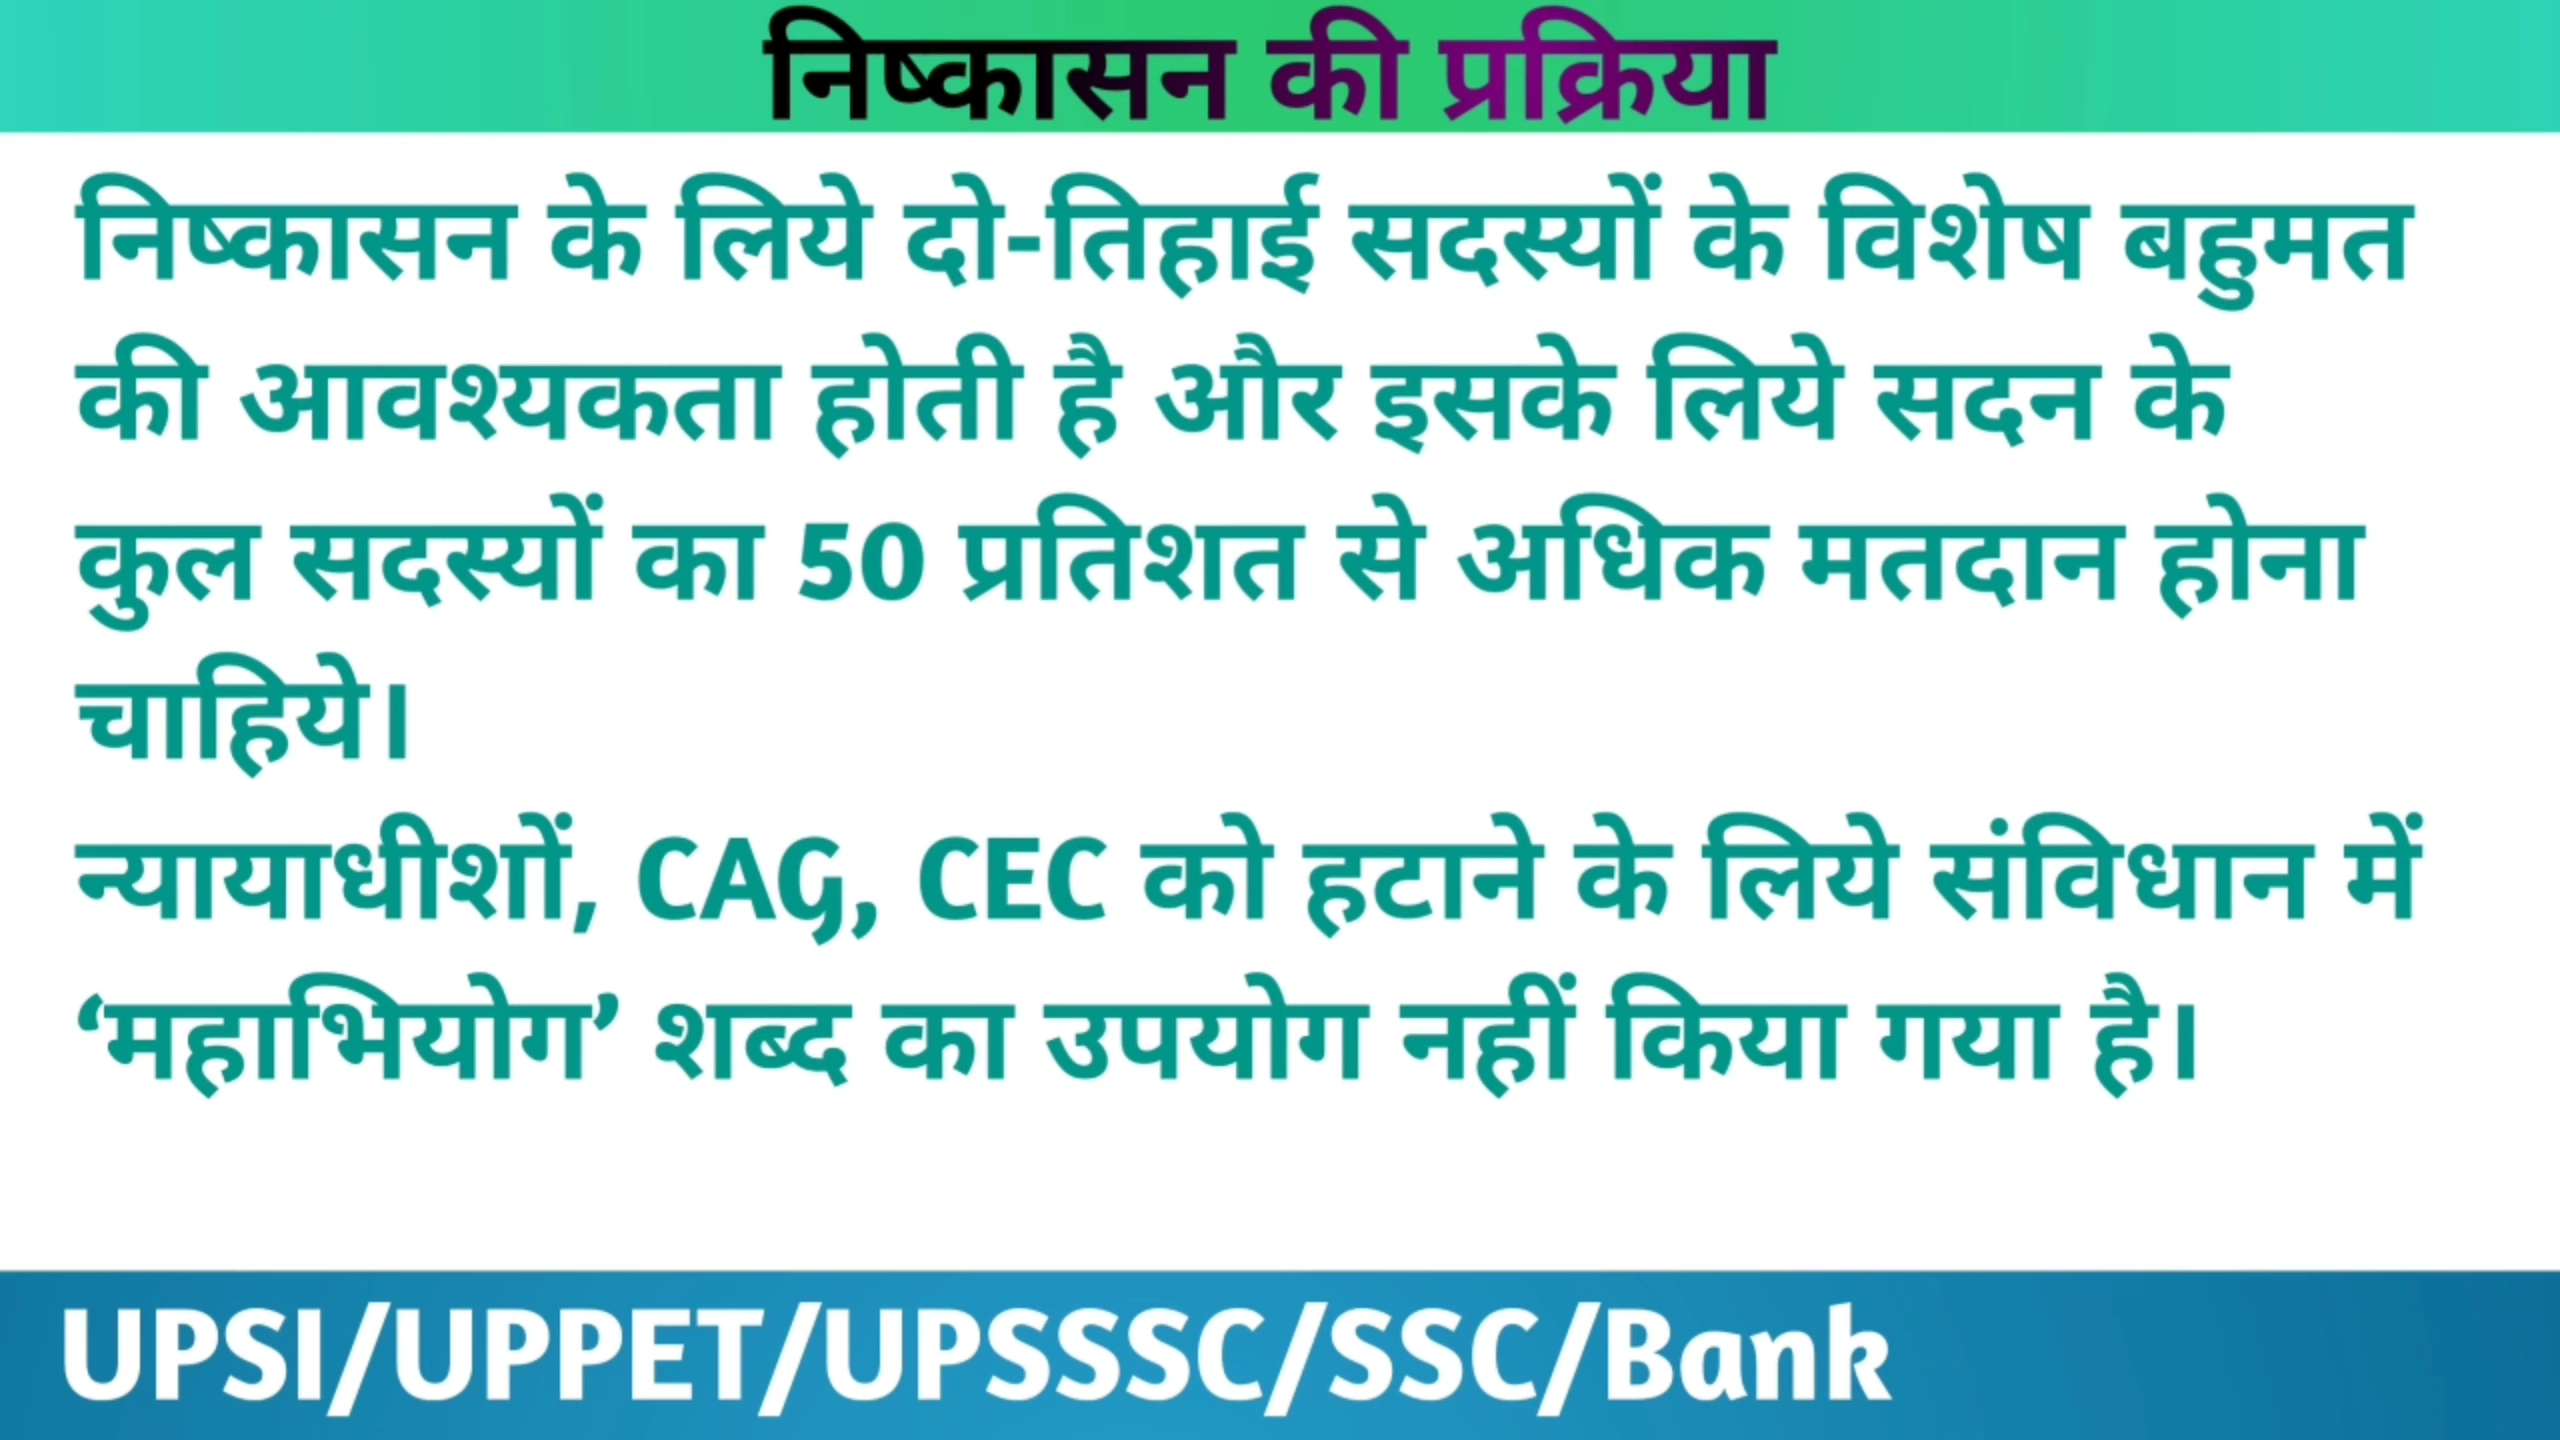 निष्कासन की प्रक्रिया
निष्कासन के लिये दो-तिहाई सदस्यों के विशेष बहुमत
की आवश्यकता होती है और इसके लिये सदन के
कुल सदस्यों का 50 प्रतिशत से अधिक मतदान होना
चाहिये।
न्यायाधीशों, CAG, CEC को हटाने के लिये संविधान में
‘महाभियोग’ शब्द का उपयोग नहीं किया गया है।
UPSI/UPPET/UPSSSC/SSC/Bank